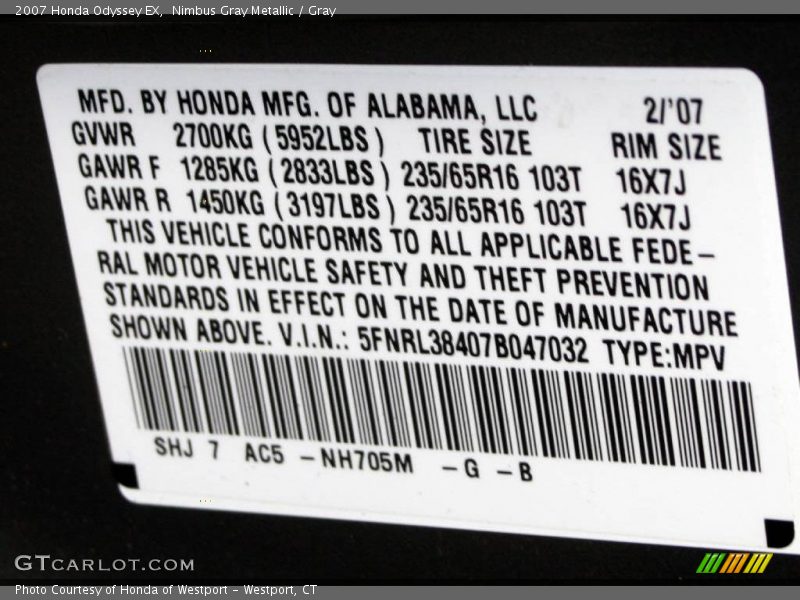 2007 Honda Odyssey EX, Nimbus Gray Metallic / Gray
MFD. BY HONDA MFG. OF ALABAMA, LLC 2/'07
GVWR 2700KG (5952LBS) TIRE SIZE RIM SIZE
GAWR F 1285KG (2833LBS) 235/65R16 103T 16X7J
GAWR R 1450KG (3197LBS) 235/65R16 103T 16X7J
THIS VEHICLE CONFORMS TO ALL APPLICABLE FEDE-
RAL MOTOR VEHICLE SAFETY AND THEFT PREVENTION
STANDARDS IN EFFECT ON THE DATE OF MANUFACTURE
SHOWN ABOVE. V.I.N.: 5FNRL38407B047032 TYPE:MPV
SHJ 7 AC5 -NH705M -G -B
GTCARLOT.COM
Photo Courtesy of Honda of Westport - Westport, CT